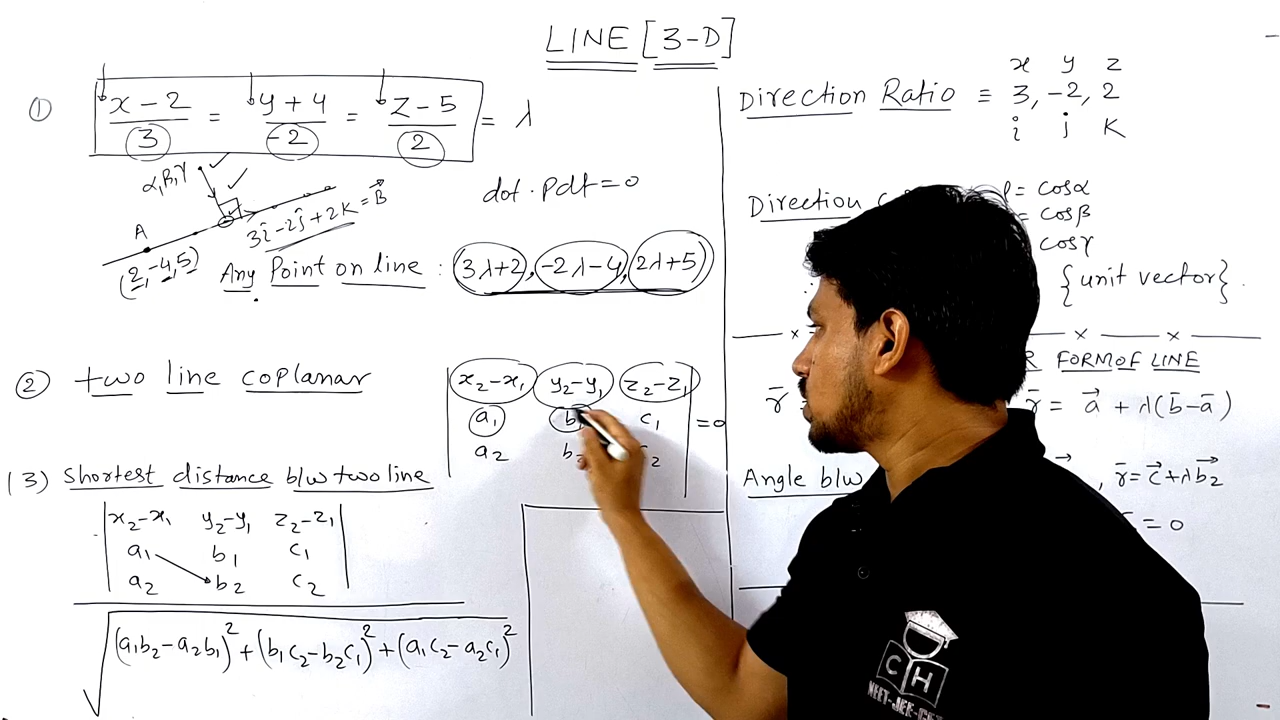 LINE [3-D]
① x - 2 / 3 = y + 4 / -2 = z - 5 / 2 = λ
α, β, γ
dot. Pdt = 0
3î - 2ĵ + 2K = B⃗
A
(2, -4, 5)
Any Point on line : (3λ+2, -2λ-4, 2λ+5)
② two line coplanar
| x₂-x₁ y₂-y₁ z₂-z₁ |
| a₁ b₁ c₁ | = 0
| a₂ b₂ c₂ |
(3) Shortest distance b/w two line
| x₂-x₁ y₂-y₁ z₂-z₁ |
| a₁ b₁ c₁ |
| a₂ b₂ c₂ |
√(a₁b₂-a₂b₁)² + (b₁c₂-b₂c₁)² + (a₁c₂-a₂c₁)²
x y z
Direction Ratio ≡ 3, -2, 2
i j K
Direction
= cosα
= cosβ
cosγ
{unit vector}.
x x x
FORM OF LINE
r̄ = r̄ = a⃗ + λ(b̄-a⃗)
Angle b/w , r̄ = c⃗ + λb⃗₂
= 0
CH
NEET-JEE-CET